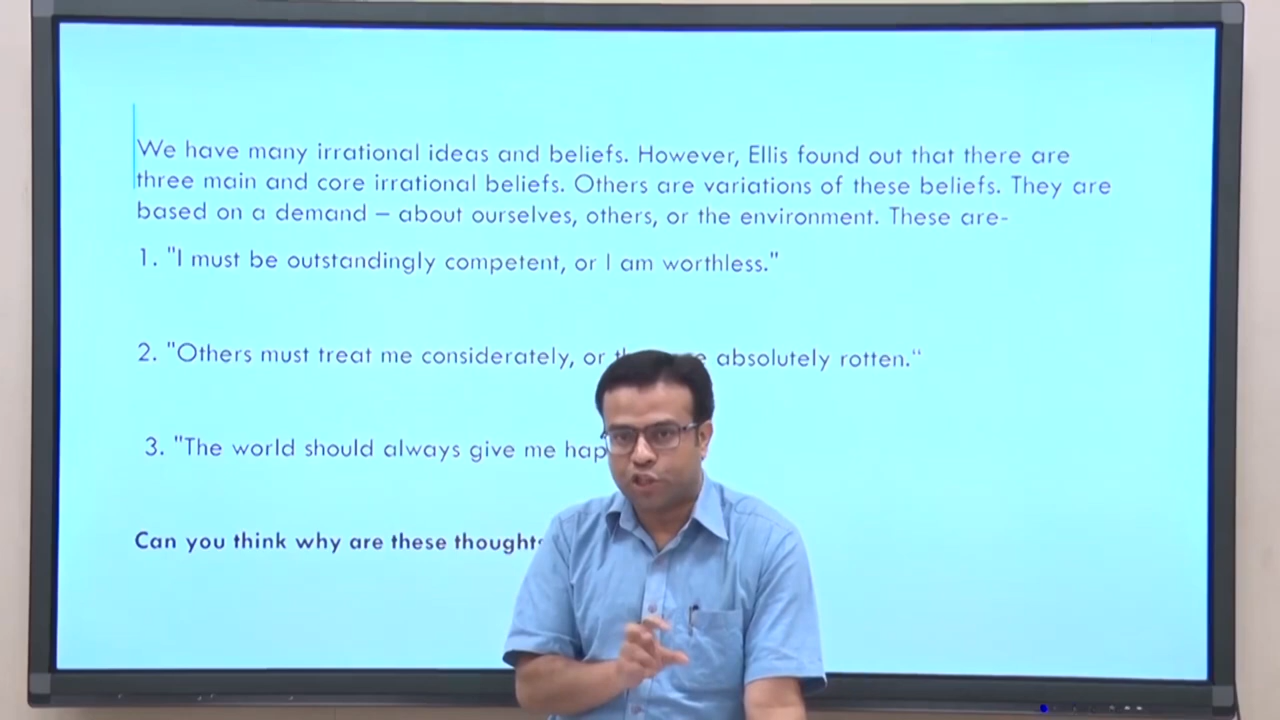 We have many irrational ideas and beliefs. However, Ellis found out that there are
three main and core irrational beliefs. Others are variations of these beliefs. They are
based on a demand – about ourselves, others, or the environment. These are-
1. "I must be outstandingly competent, or I am worthless."
2. "Others must treat me considerately, or absolutely rotten."
3. "The world should always give me
Can you think why are these